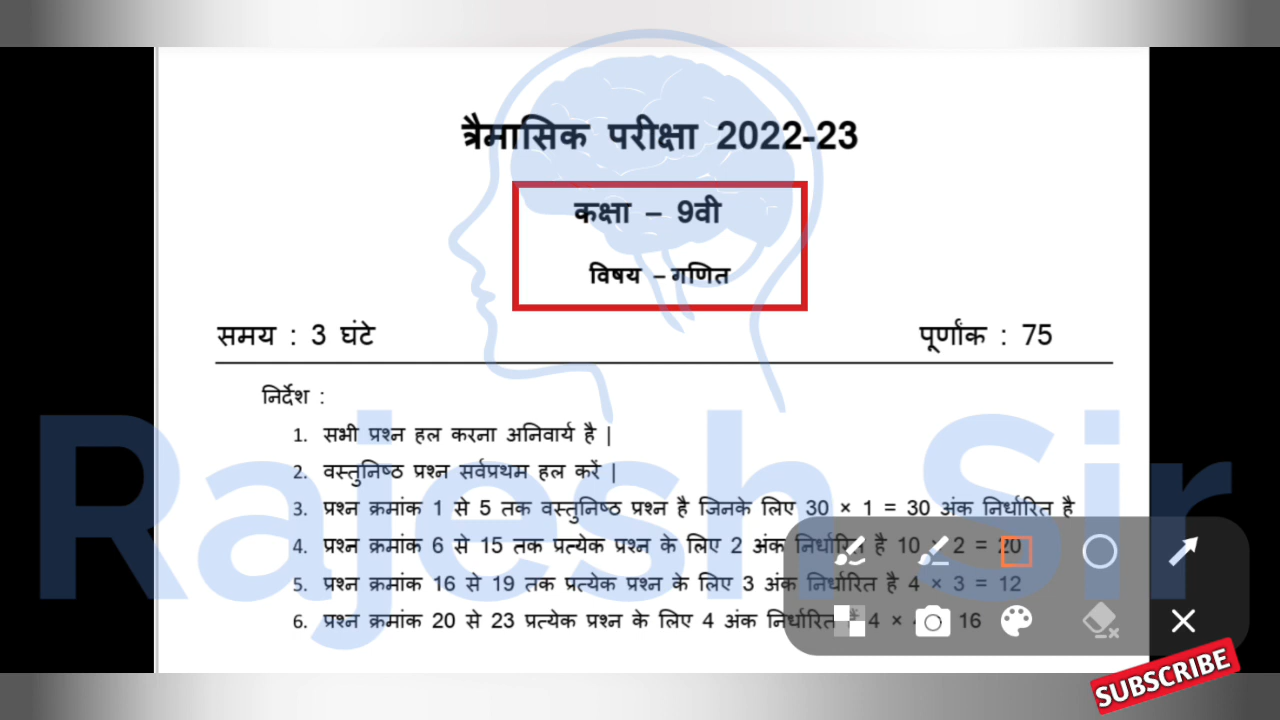 त्रैमासिक परीक्षा 2022-23
कक्षा – 9वी
विषय – गणित
समय : 3 घंटे
पूर्णांक : 75
निर्देश :
1. सभी प्रश्न हल करना अनिवार्य है |
2. वस्तुनिष्ठ प्रश्न सर्वप्रथम हल करें |
3. प्रश्न क्रमांक 1 से 5 तक वस्तुनिष्ठ प्रश्न है जिनके लिए 30 × 1 = 30 अंक निर्धारित है
4. प्रश्न क्रमांक 6 से 15 तक प्रत्येक प्रश्न के लिए 2 अंक निर्धारित है 10 × 2 = 20
5. प्रश्न क्रमांक 16 से 19 तक प्रत्येक प्रश्न के लिए 3 अंक निर्धारित है 4 × 3 = 12
6. प्रश्न क्रमांक 20 से 23 प्रत्येक प्रश्न के लिए 4 अंक निर्धारित है 4 × 4 = 16
Rajesh Sir
SUBSCRIBE